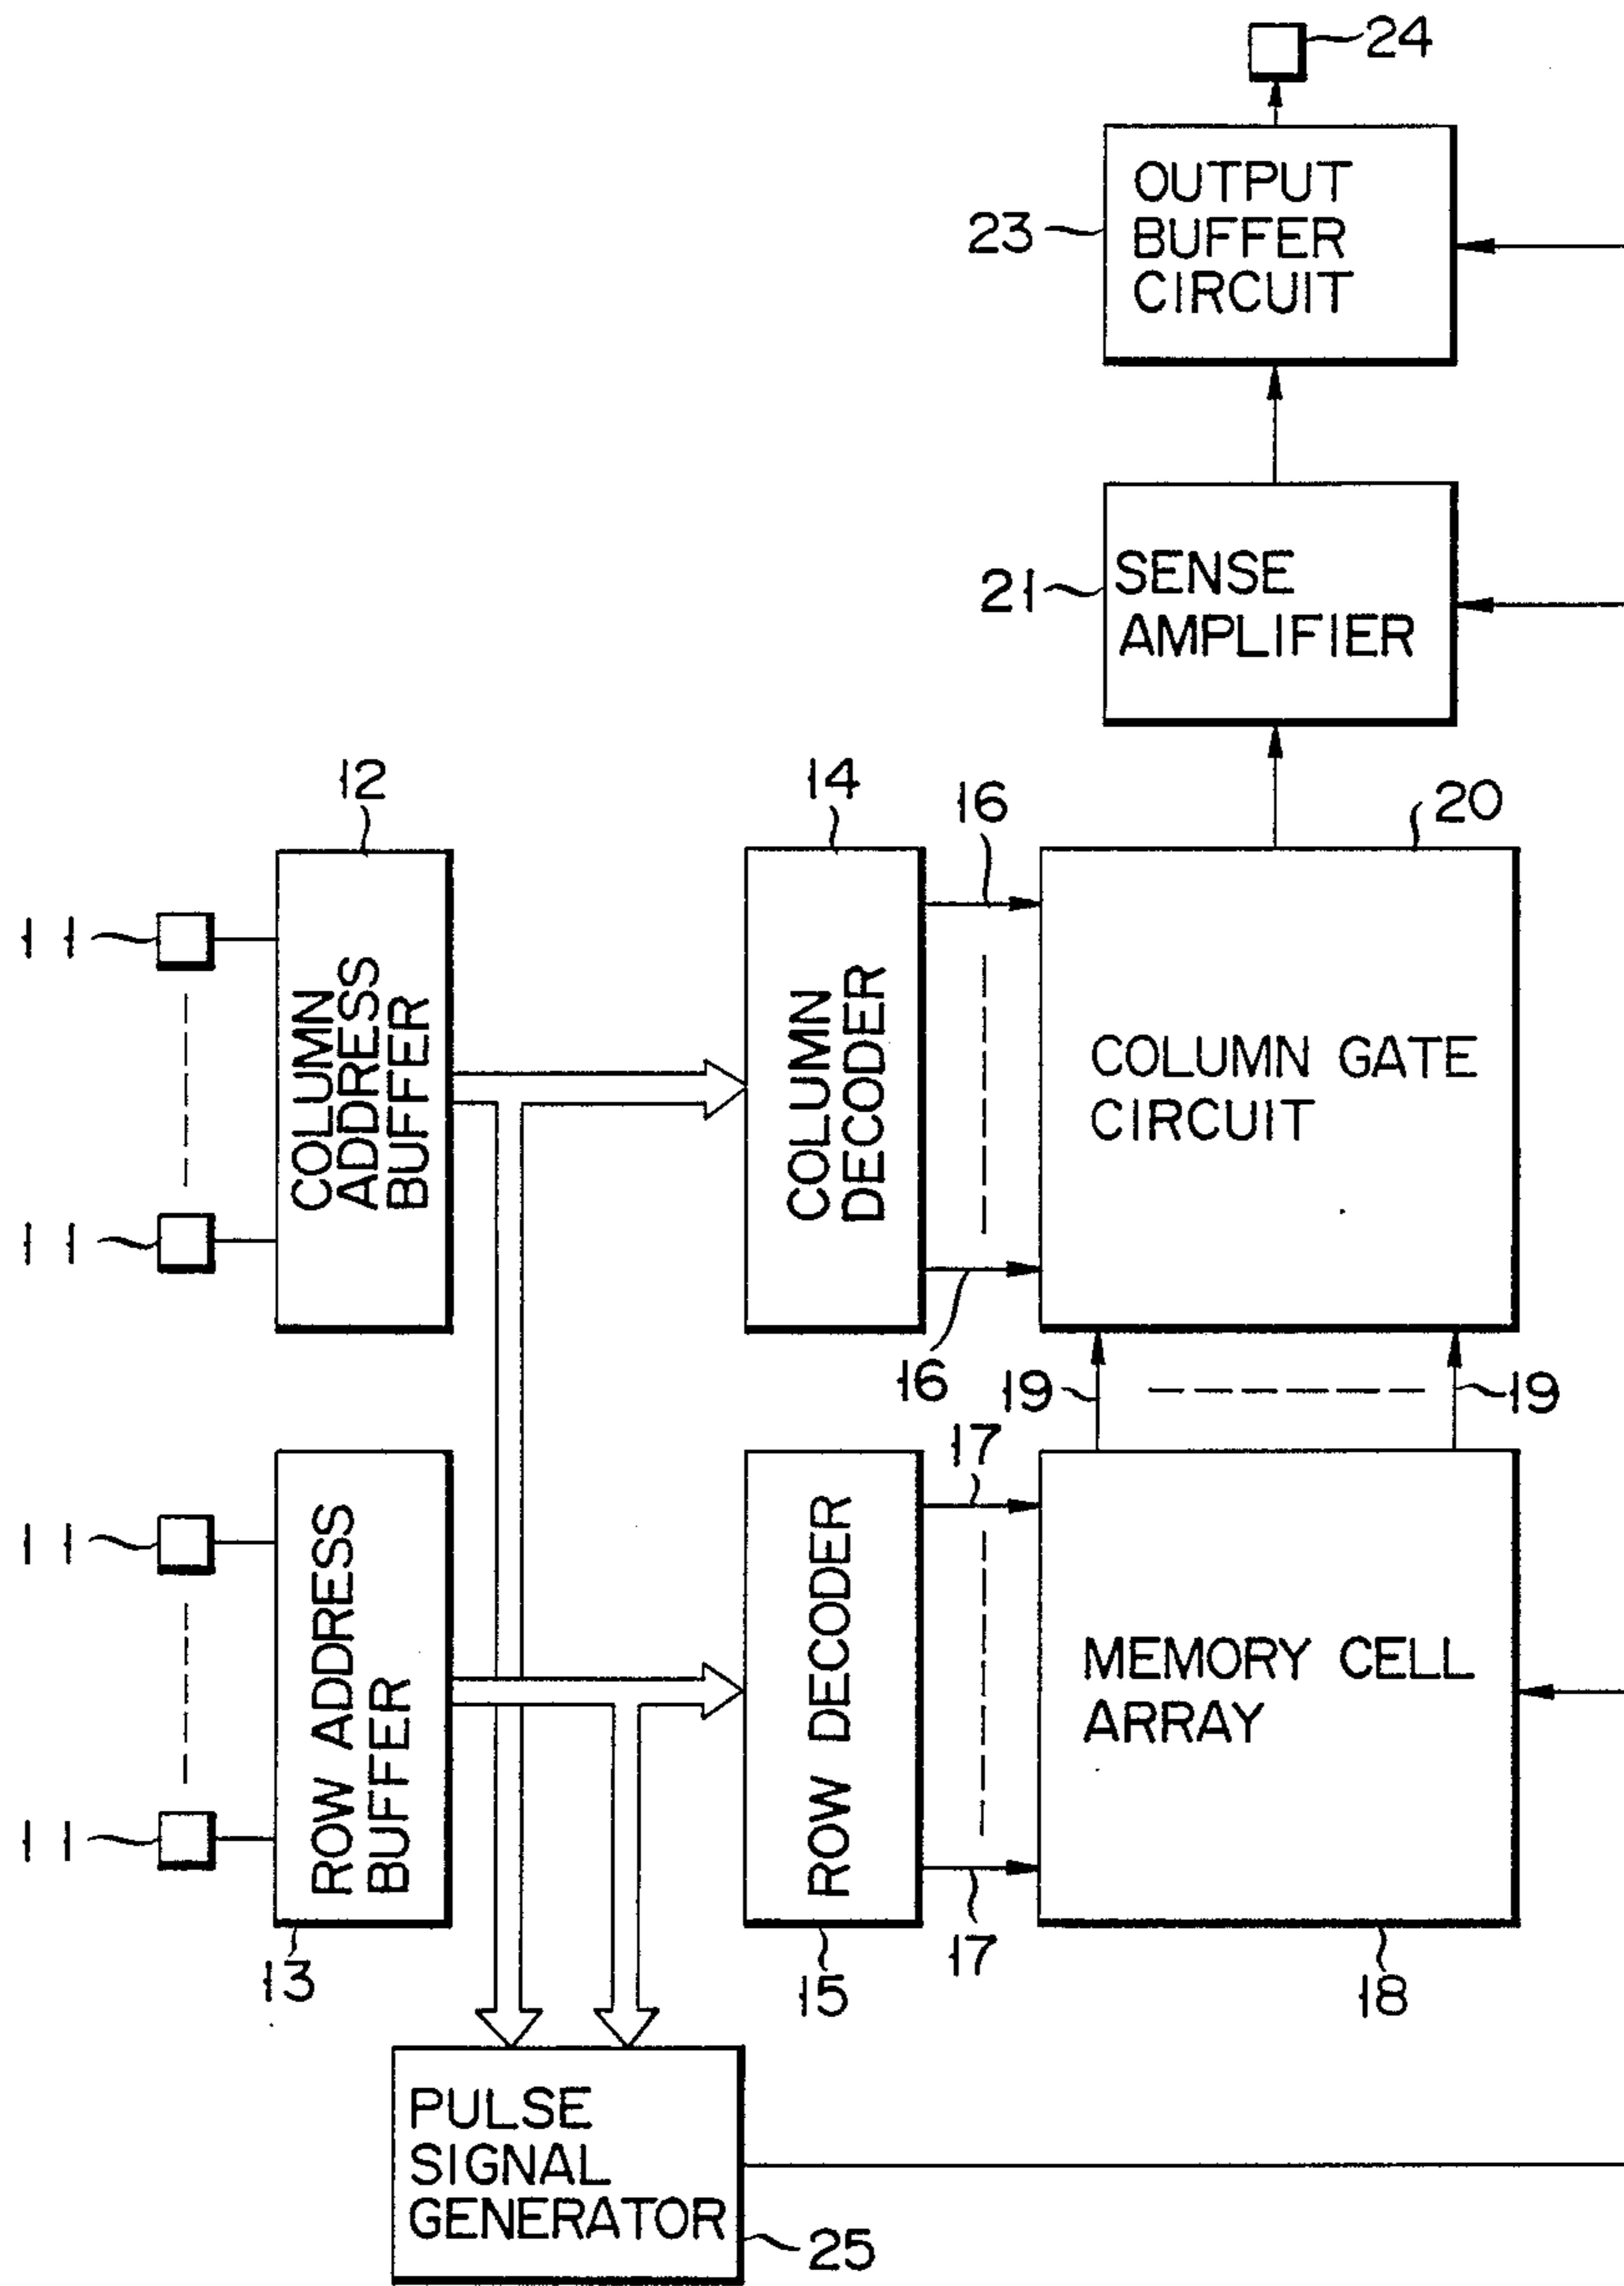 24
OUTPUT
BUFFER
CIRCUIT
23
SENSE
AMPLIFIER
21
12
14
16
20
11
11
COLUMN
ADDRESS
BUFFER
COLUMN
DECODER
COLUMN GATE
CIRCUIT
16
19
19
17
11
11
ROW ADDRESS
BUFFER
ROW DECODER
MEMORY CELL
ARRAY
13
15
17
18
PULSE
SIGNAL
GENERATOR
25